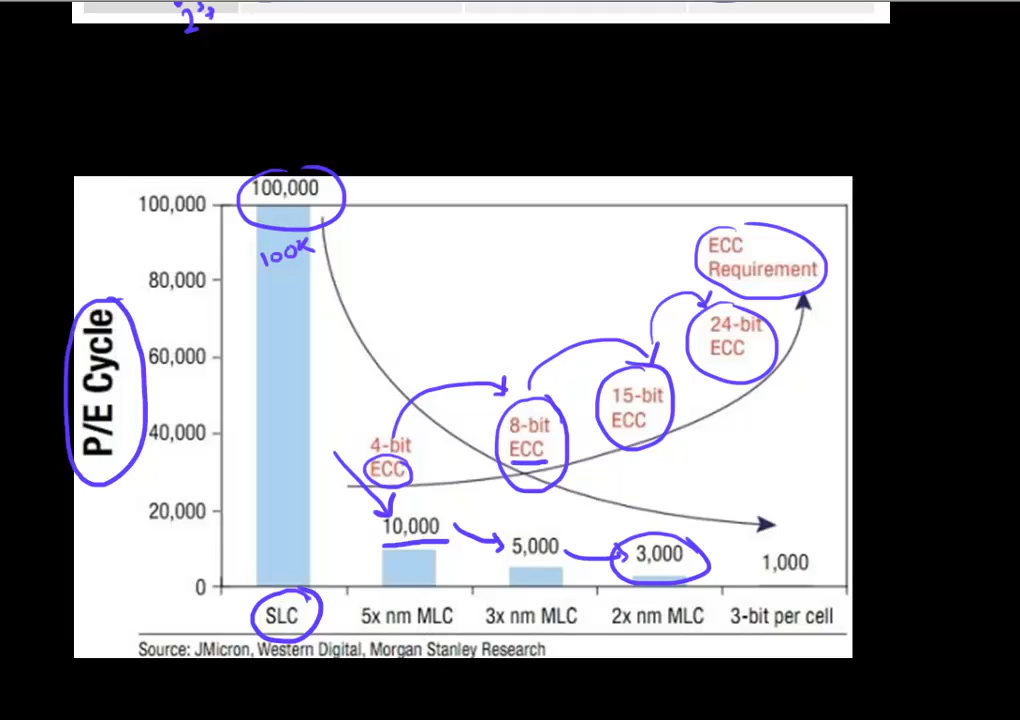 100,000
100,000
100K
ECC
Requirement
80,000
24-bit
ECC
60,000
15-bit
ECC
8-bit
ECC
40,000
4-bit
ECC
20,000
10,000
5,000
3,000
1,000
0
P/E Cycle
SLC
5x nm MLC
3x nm MLC
2x nm MLC
3-bit per cell
Source: JMicron, Western Digital, Morgan Stanley Research